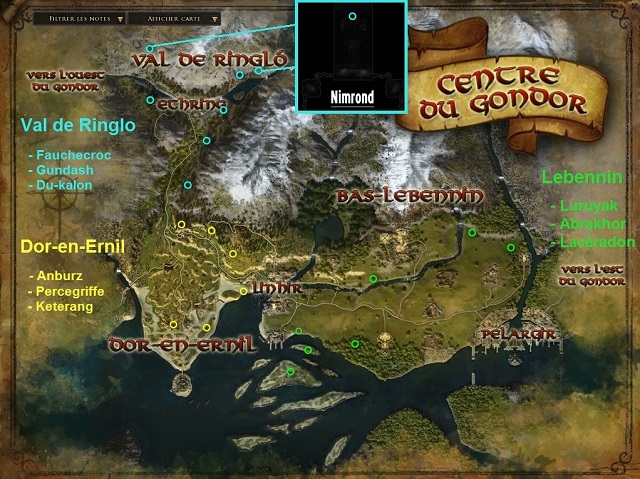 FILTRER LES NOTES
AFFICHER CARTE
Nimrond
CENTRE
DU GONDOR
VAL DE RINGLÓ
VERS L'OUEST
DU GONDOR
ETHRING
Val de Ringlo
- Fauchecroc
- Gundash
- Du-kalon
BAS-LEBENNIN
Lebennin
- Luruyak
- Abrakhor
- Laceradon
Dor-en-Ernil
- Anburz
- Percegriffe
- Keterang
VERS L'EST
DU GONDOR
LINHIR
PELARGIR
DOR-EN-ERNIL